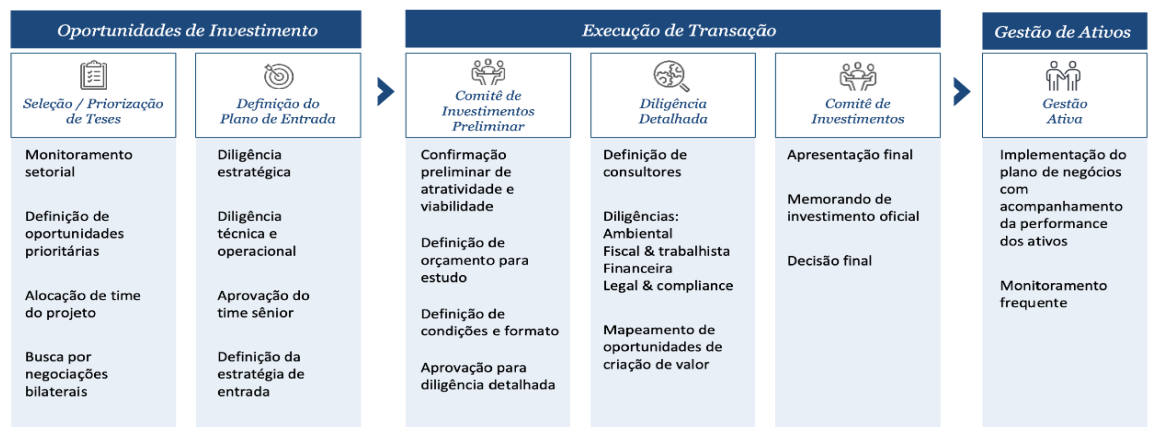 Oportunidades de Investimento
Seleção / Priorização
de Teses
Monitoramento
setorial
Definição de
oportunidades
prioritárias
Alocação de time
do projeto
Busca por
negociações
bilaterais
Definição do
Plano de Entrada
Diligência
estratégica
Diligência
técnica e
operacional
Aprovação do
time sênior
Definição da
estratégia de
entrada
Execução de Transação
Comitê de
Investimentos
Preliminar
Confirmação
preliminar de
atratividade e
viabilidade
Definição de
orçamento para
estudo
Definição de
condições e formato
Aprovação para
diligência detalhada
Diligência
Detalhada
Definição de
consultores
Diligências:
Ambiental
Fiscal & trabalhista
Financeira
Legal & compliance
Mapeamento de
oportunidades de
criação de valor
Comitê de
Investimentos
Apresentação final
Memorando de
investimento oficial
Decisão final
Gestão de Ativos
Gestão
Ativa
Implementação do
plano de negócios
com
acompanhamento
da performance
dos ativos
Monitoramento
frequente